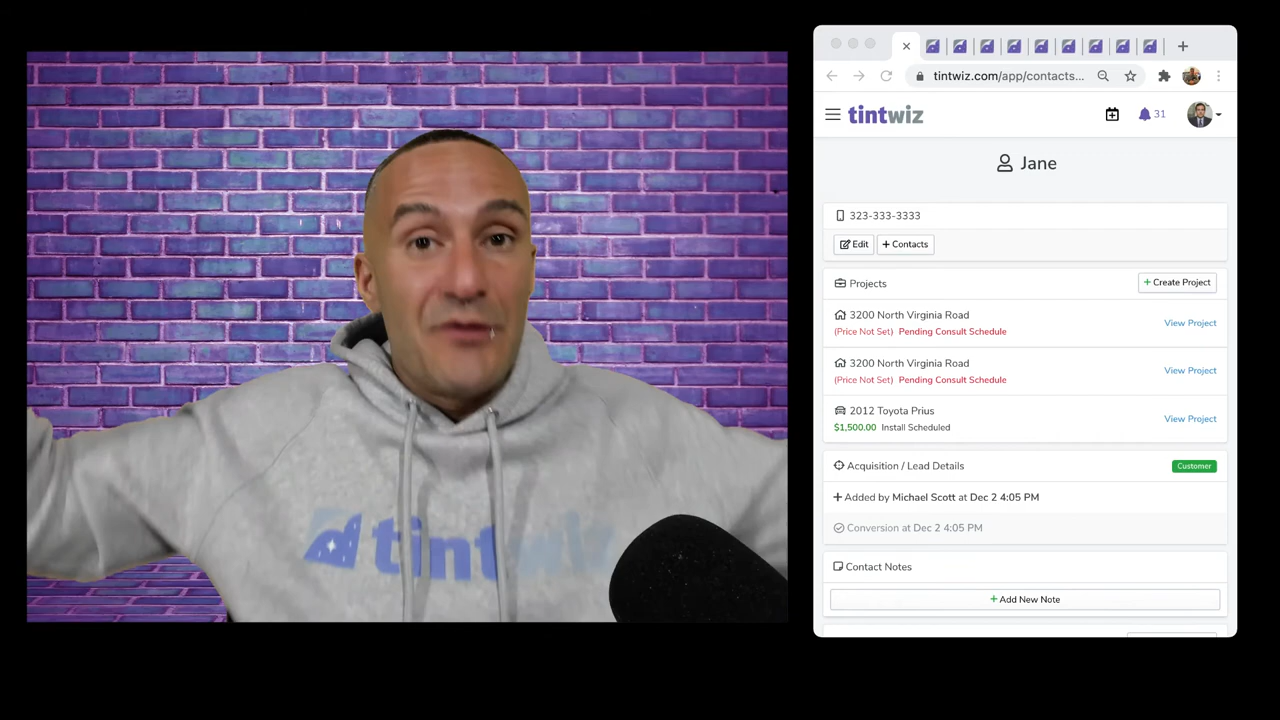 tintwiz
tintwiz.com/app/contacts...
tintwiz
31
Jane
323-333-3333
Edit
+ Contacts
Projects
+ Create Project
3200 North Virginia Road
(Price Not Set) Pending Consult Schedule
View Project
3200 North Virginia Road
(Price Not Set) Pending Consult Schedule
View Project
2012 Toyota Prius
$1,500.00 Install Scheduled
View Project
Acquisition / Lead Details
Customer
+ Added by Michael Scott at Dec 2 4:05 PM
Conversion at Dec 2 4:05 PM
Contact Notes
+ Add New Note